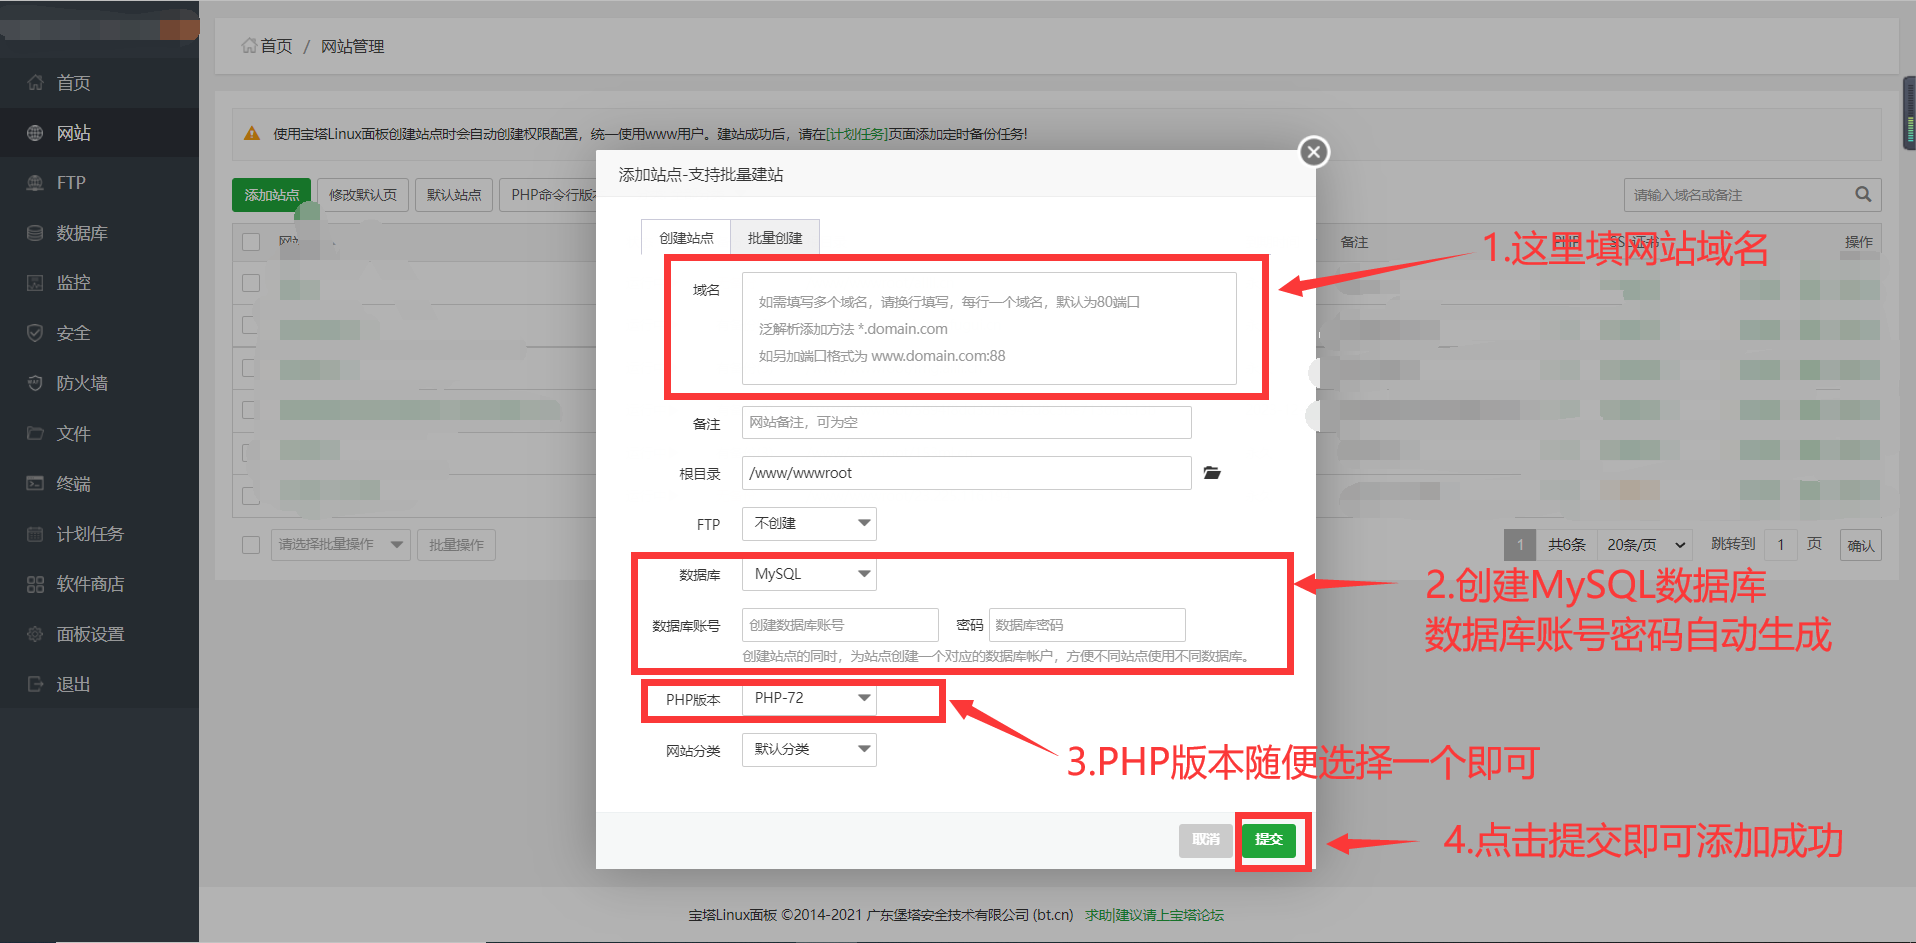 首页 / 网站管理
首页
网站
FTP
数据库
监控
安全
防火墙
文件
终端
计划任务
软件商店
面板设置
退出
使用宝塔Linux面板创建站点时会自动创建权限配置，统一使用www用户。建站成功后，请在[计划任务]页面添加定时备份任务!
添加站点 修改默认页 默认站点 PHP命令行版本
请输入域名或备注
备注 PHP SSL证书 操作
添加站点-支持批量建站
创建站点 批量创建
域名
如需填写多个域名，请换行填写，每行一个域名，默认为80端口
泛解析添加方法 *.domain.com
如另加端口格式为 www.domain.com:88
备注 网站备注，可为空
根目录 /www/wwwroot
FTP 不创建
数据库 MySQL
数据库账号 创建数据库账号 密码 数据库密码
创建站点的同时，为站点创建一个对应的数据库帐户，方便不同站点使用不同数据库。
PHP版本 PHP-72
网站分类 默认分类
取消 提交
请选择批量操作 批量操作
1 共6条 20条/页 跳转到 1 页 确认
1.这里填网站域名
2.创建MySQL数据库
数据库账号密码自动生成
3.PHP版本随便选择一个即可
4.点击提交即可添加成功
宝塔Linux面板 ©2014-2021 广东堡塔安全技术有限公司 (bt.cn) 求助|建议请上宝塔论坛